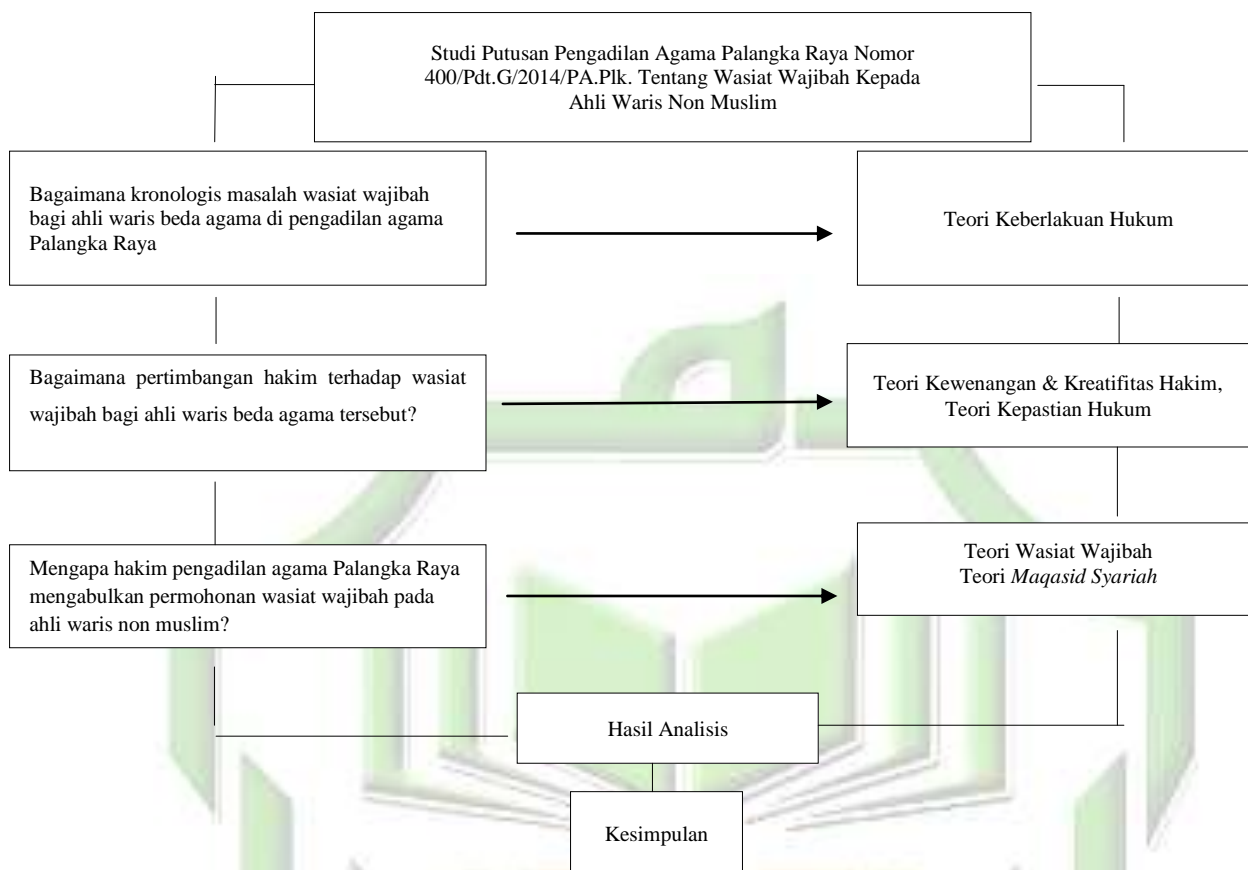 Studi Putusan Pengadilan Agama Palangka Raya Nomor
400/Pdt.G/2014/PA.Plk. Tentang Wasiat Wajibah Kepada
Ahli Waris Non Muslim
Bagaimana kronologis masalah wasiat wajibah
bagi ahli waris beda agama di pengadilan agama
Palangka Raya
Teori Keberlakuan Hukum
Bagaimana pertimbangan hakim terhadap wasiat
wajibah bagi ahli waris beda agama tersebut?
Teori Kewenangan & Kreatifitas Hakim,
Teori Kepastian Hukum
Mengapa hakim pengadilan agama Palangka Raya
mengabulkan permohonan wasiat wajibah pada
ahli waris non muslim?
Teori Wasiat Wajibah
Teori Maqasid Syariah
Hasil Analisis
Kesimpulan